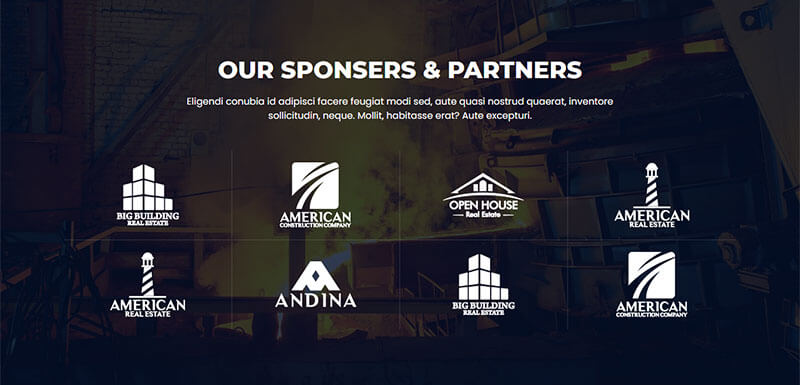 OUR SPONSERS & PARTNERS
Eligendi conubia id adipisci facere feugiat modi sed, aute quasi nostrud quaerat, inventore
sollicitudin, neque. Mollit, habitasse erat? Aute excepturi.
BIG BUILDING
REAL ESTATE
AMERICAN
CONSTRUCTION COMPANY
OPEN HOUSE
Real Estate
AMERICAN
REAL ESTATE
AMERICAN
REAL ESTATE
ANDINA
BIG BUILDING
REAL ESTATE
AMERICAN
CONSTRUCTION COMPANY